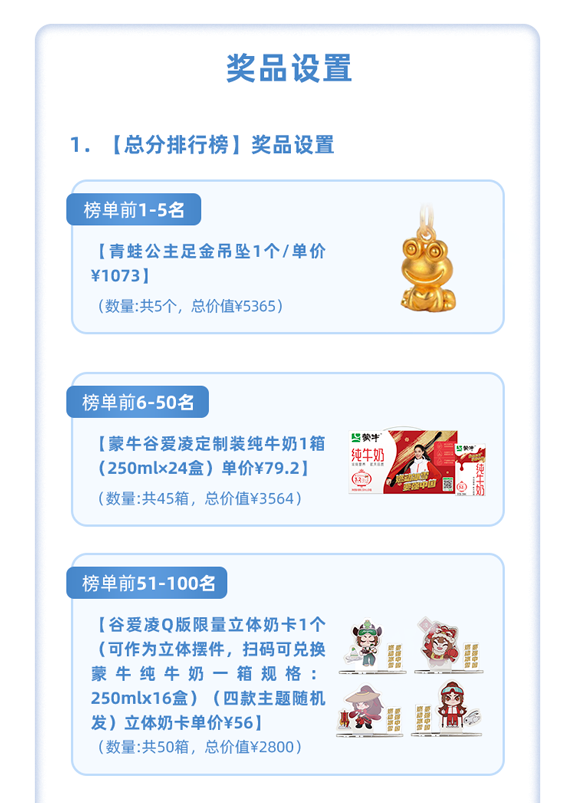 奖品设置
1. 【总分排行榜】奖品设置
榜单前1-5名
【青蛙公主足金吊坠1个/单价
¥1073】
（数量:共5个，总价值¥5365）
榜单前6-50名
【蒙牛谷爱凌定制装纯牛奶1箱
（250ml×24盒）单价¥79.2】
（数量:共45箱，总价值¥3564）
蒙牛
纯牛奶
蒙牛
纯牛奶
榜单前51-100名
【谷爱凌Q版限量立体奶卡1个
（可作为立体摆件，扫码可兑换
蒙牛纯牛奶一箱规格：
250mlx16盒）（四款主题随机
发）立体奶卡单价¥56】
（数量:共50箱，总价值¥2800）